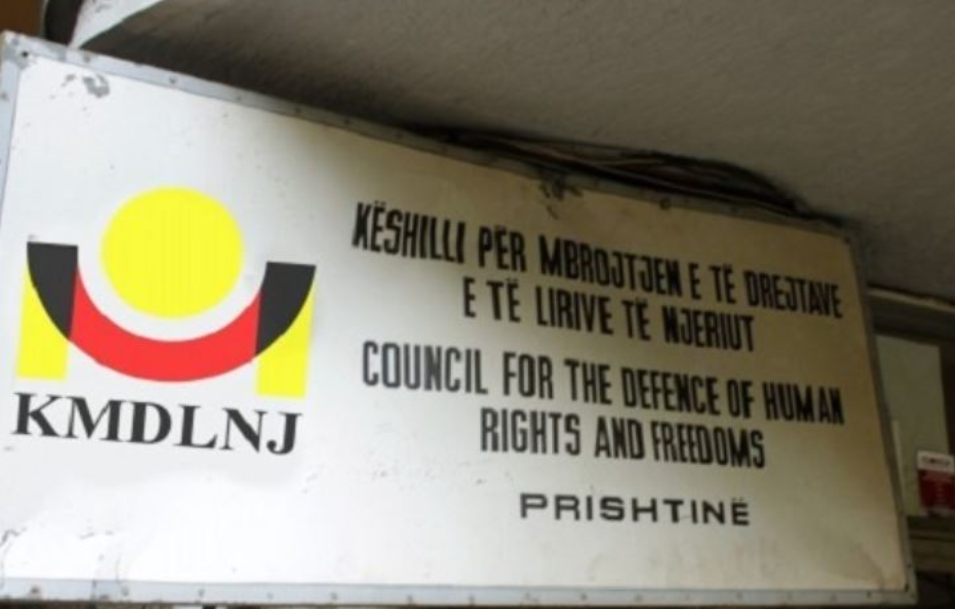 KËSHILLI PËR MBROJTJEN E TË DREJTAVE
E TË LIRIVE TË NJERIUT
COUNCIL FOR THE DEFENCE OF HUMAN
RIGHTS AND FREEDOMS
PRISHTINË
KMDLNJ